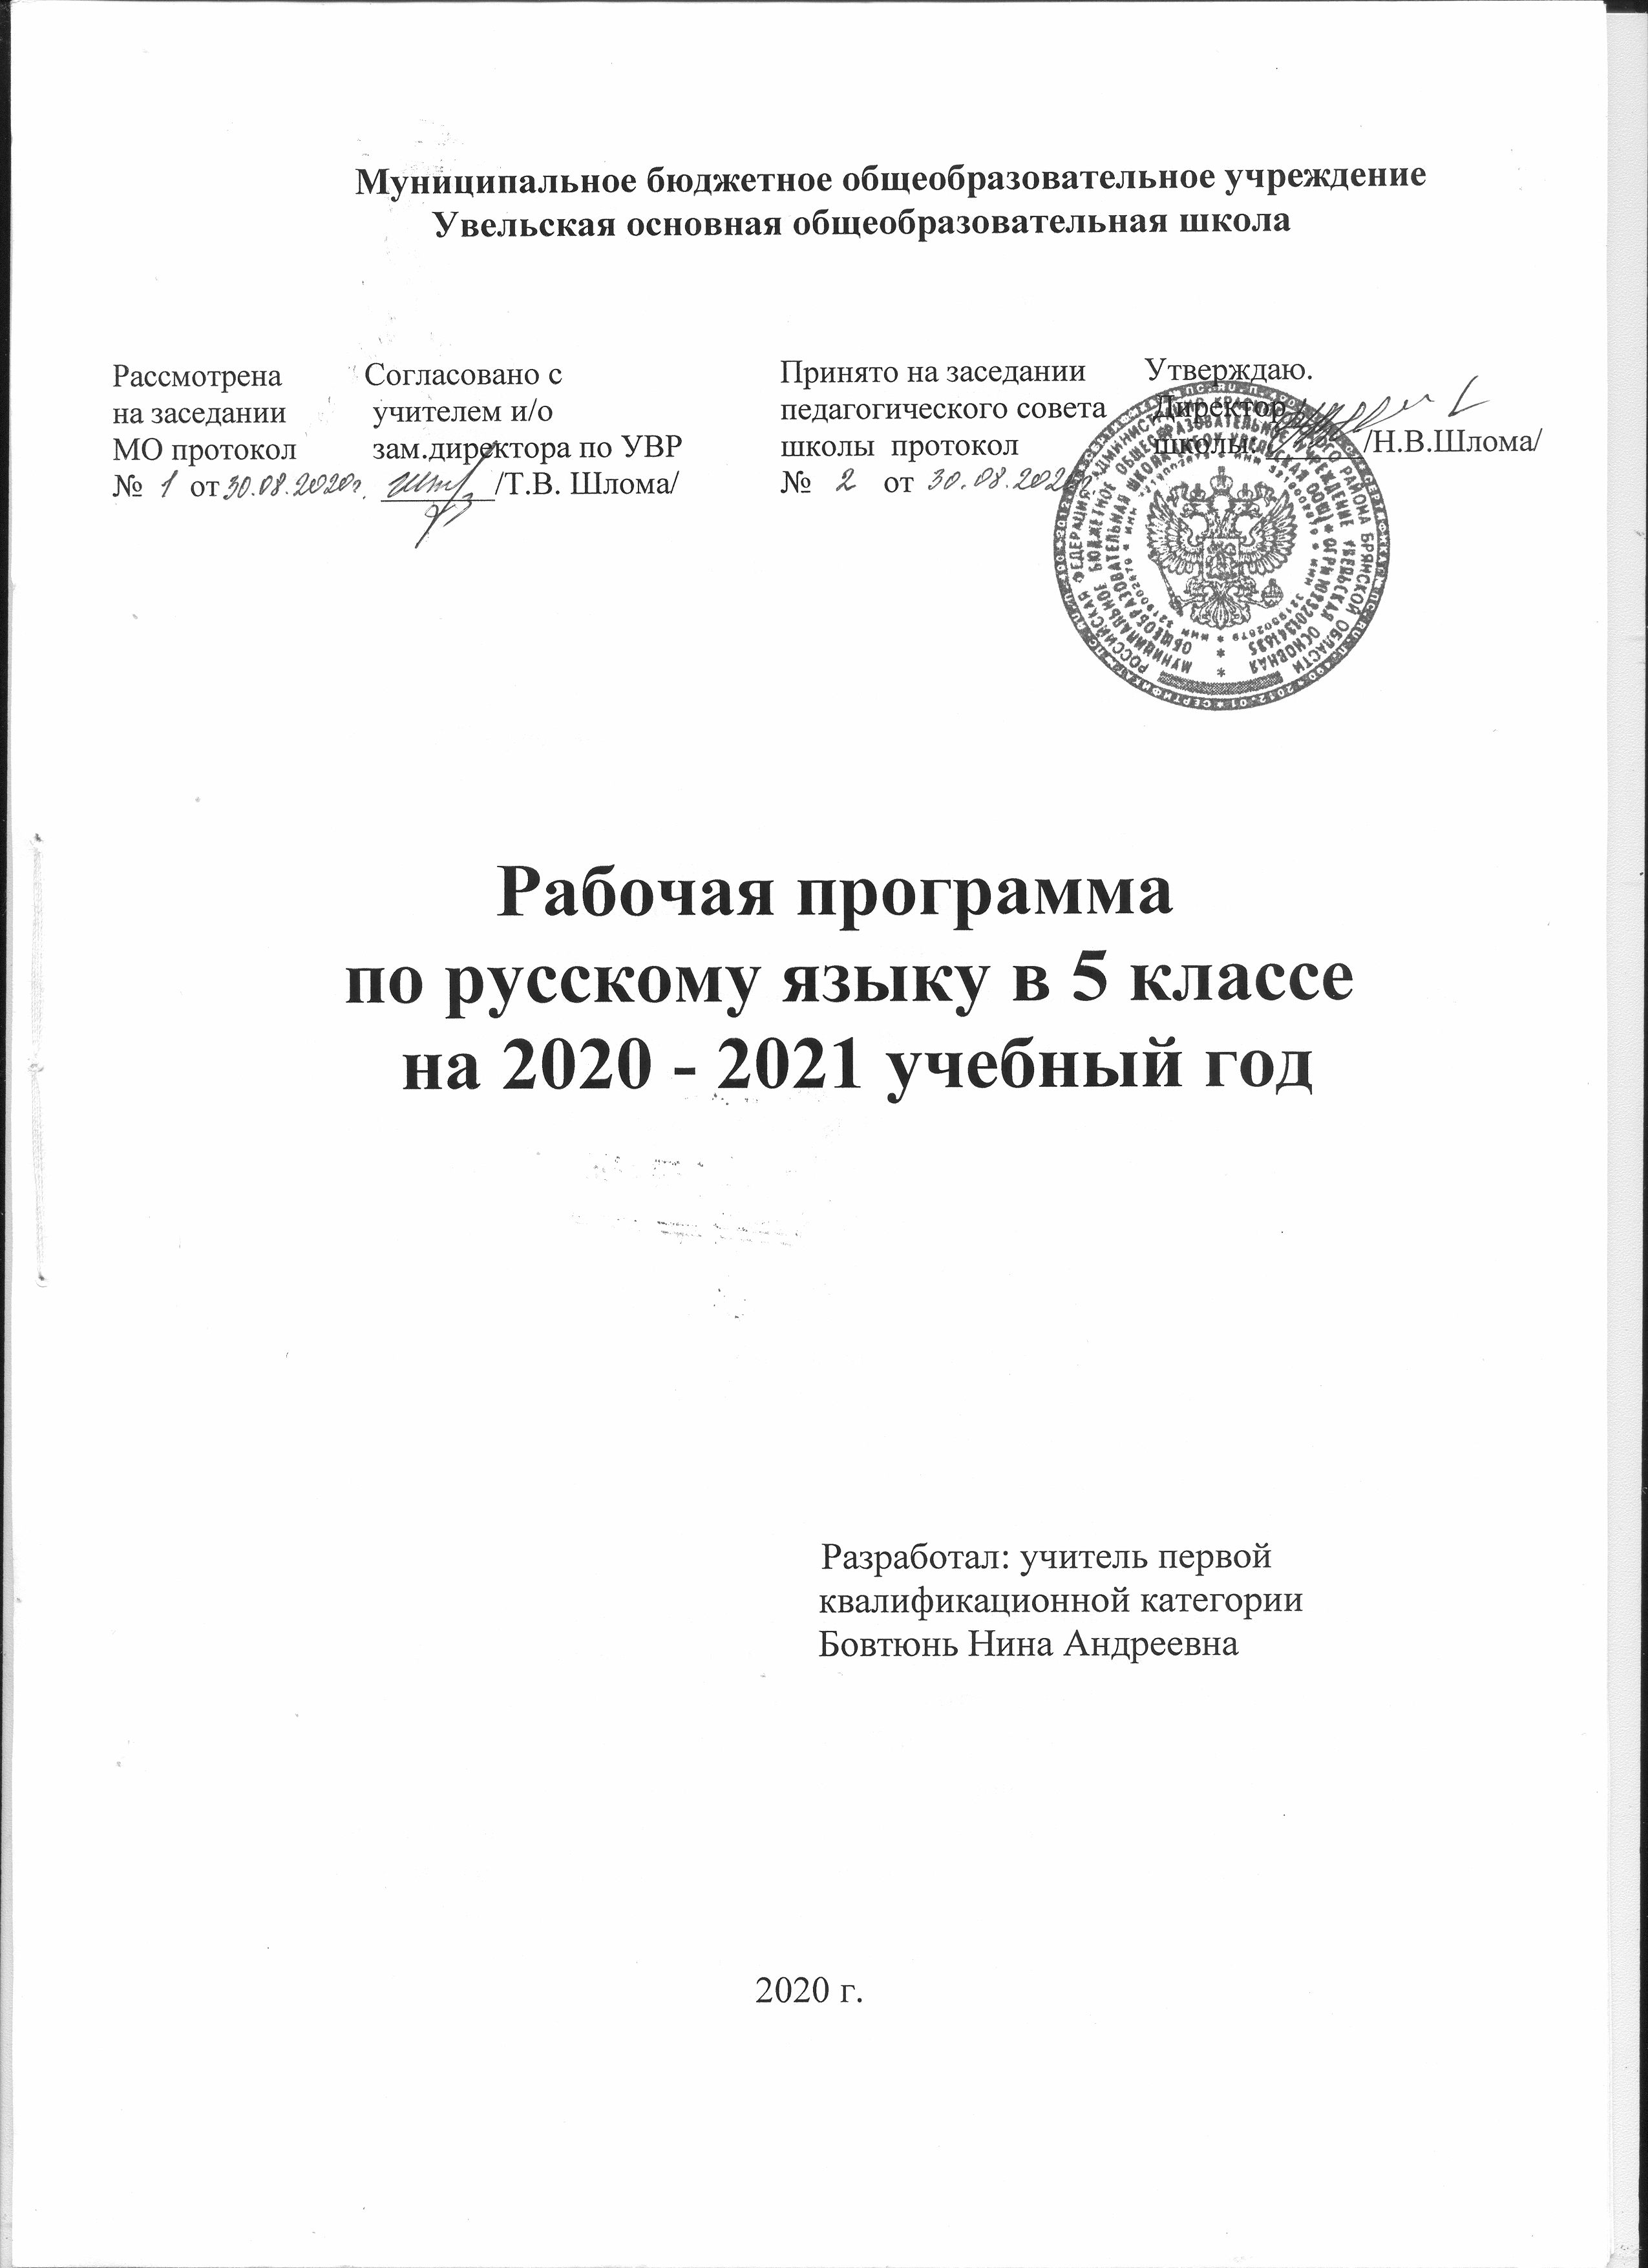 Муниципальное бюджетное общеобразовательное учреждение
Увельская основная общеобразовательная школа
Рассмотрена
на заседании
МО протокол
№ 1 от 30.08.2020г.
Согласовано с
учителем и/о
зам.директора по УВР
/Т.В. Шлома/
Принято на заседании
педагогического совета
школы протокол
№ 2 от 30.08.2020г.
Утверждаю.
Директор
школы: /Н.В.Шлома/
Рабочая программа
по русскому языку в 5 классе
на 2020 - 2021 учебный год
Разработал: учитель первой
квалификационной категории
Бовтюнь Нина Андреевна
2020 г.